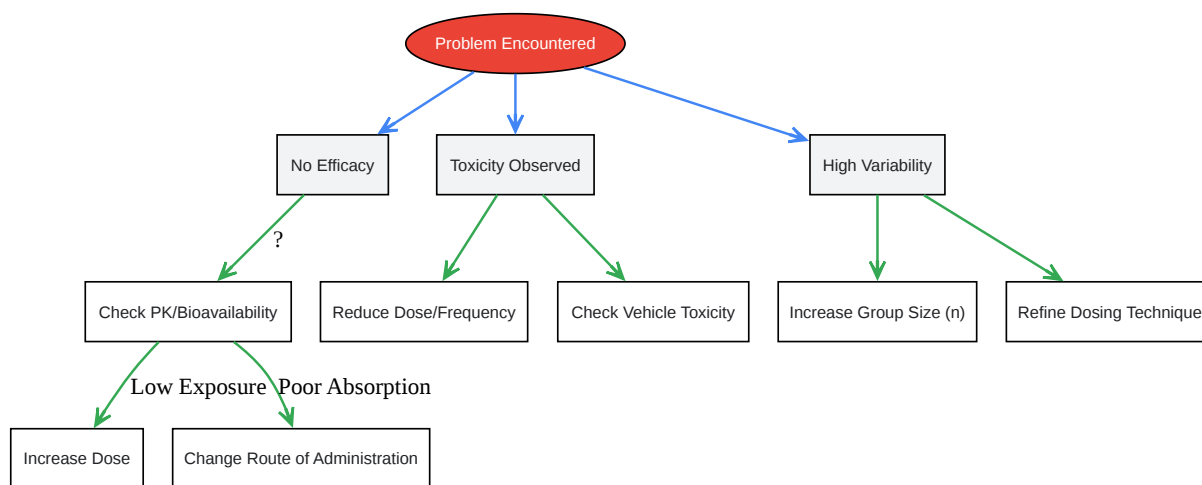 Problem Encountered
No Efficacy
Toxicity Observed
High Variability
?
Check PK/Bioavailability
Reduce Dose/Frequency
Check Vehicle Toxicity
Increase Group Size (n)
Refine Dosing Technique
Low Exposure
Poor Absorption
Increase Dose
Change Route of Administration